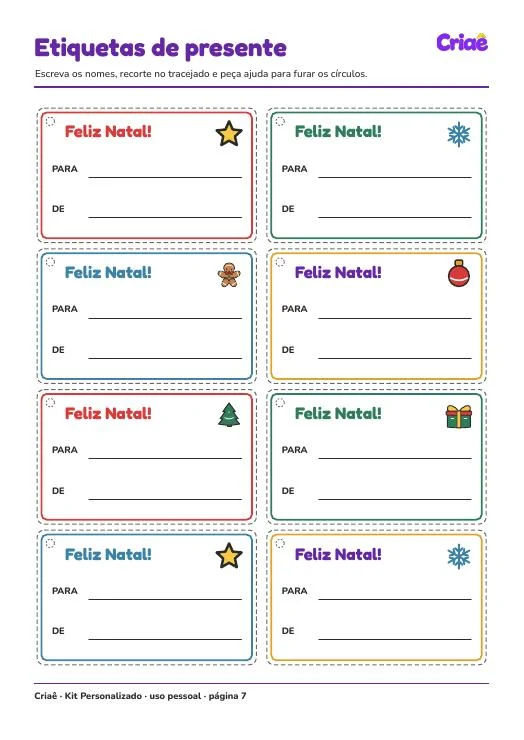 Etiquetas de presente
Criaê
Escreva os nomes, recorte no tracejado e peça ajuda para furar os círculos.
Feliz Natal!
PARA
DE
Feliz Natal!
PARA
DE
Feliz Natal!
PARA
DE
Feliz Natal!
PARA
DE
Feliz Natal!
PARA
DE
Feliz Natal!
PARA
DE
Feliz Natal!
PARA
DE
Feliz Natal!
PARA
DE
Criaê · Kit Personalizado · uso pessoal · página 7